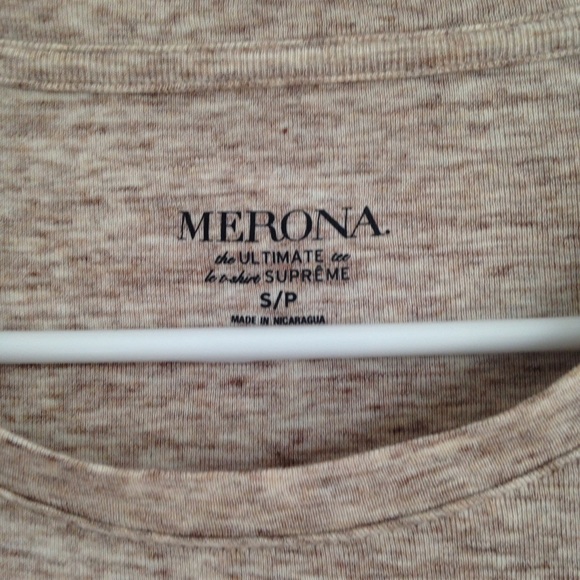 MERONA.
the ULTIMATE tee
le t-shirt SUPRÊME
S/P
MADE IN NICARAGUA